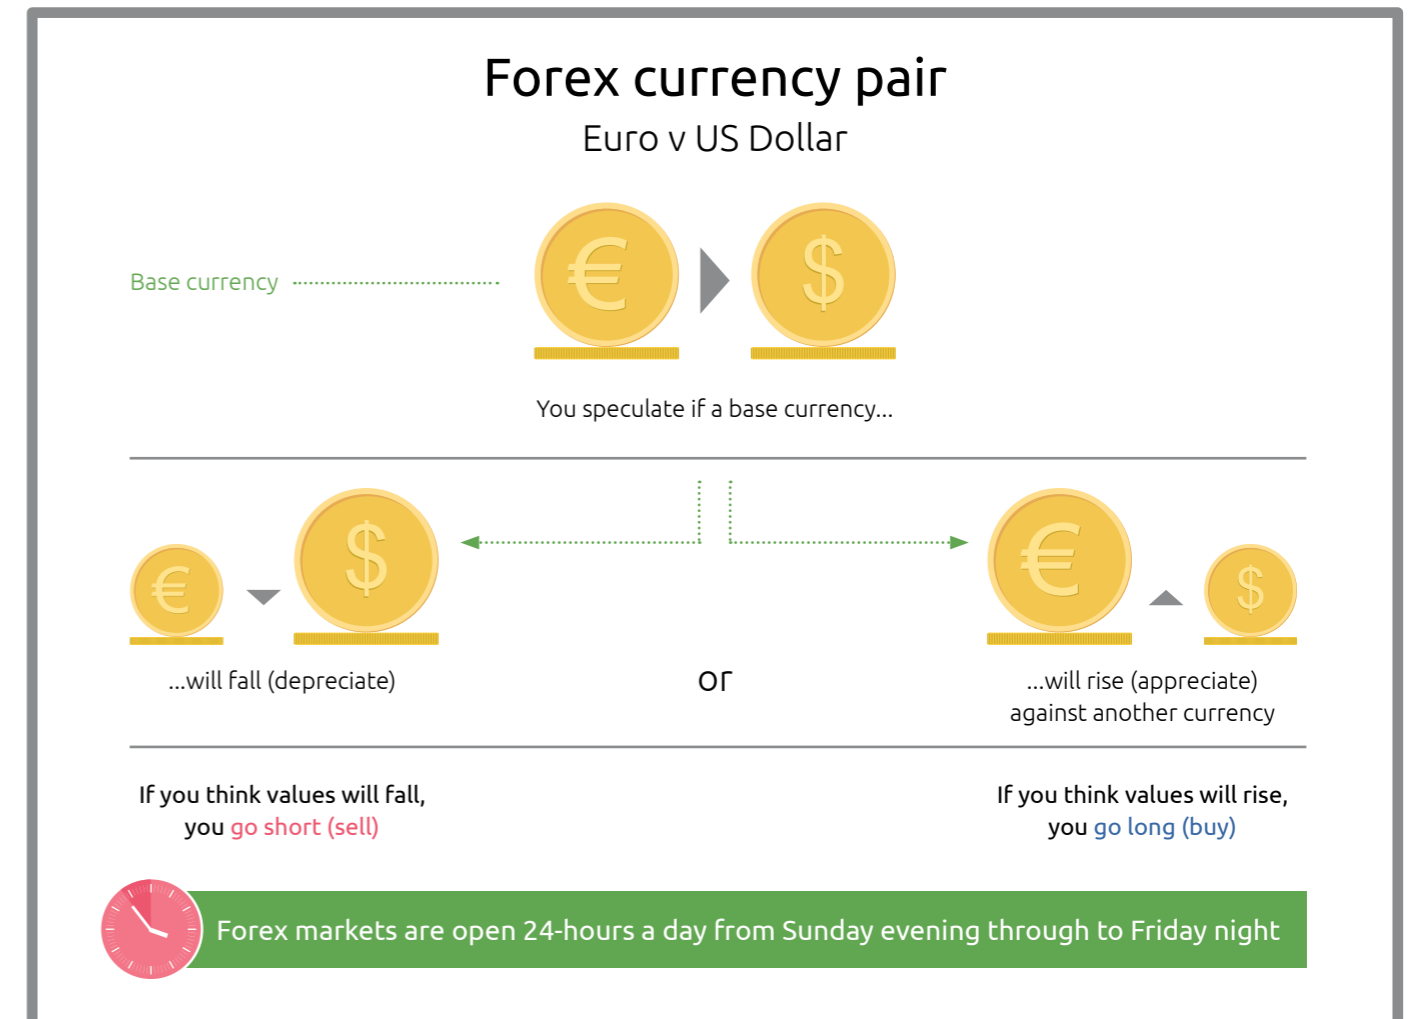 Forex currency pair
Euro v US Dollar
€
$
Base currency
You speculate if a base currency...
€
$
€
$
...will fall (depreciate)
or
...will rise (appreciate)
against another currency
If you think values will fall,
you go short (sell)
If you think values will rise,
you go long (buy)
Forex markets are open 24-hours a day from Sunday evening through to Friday night